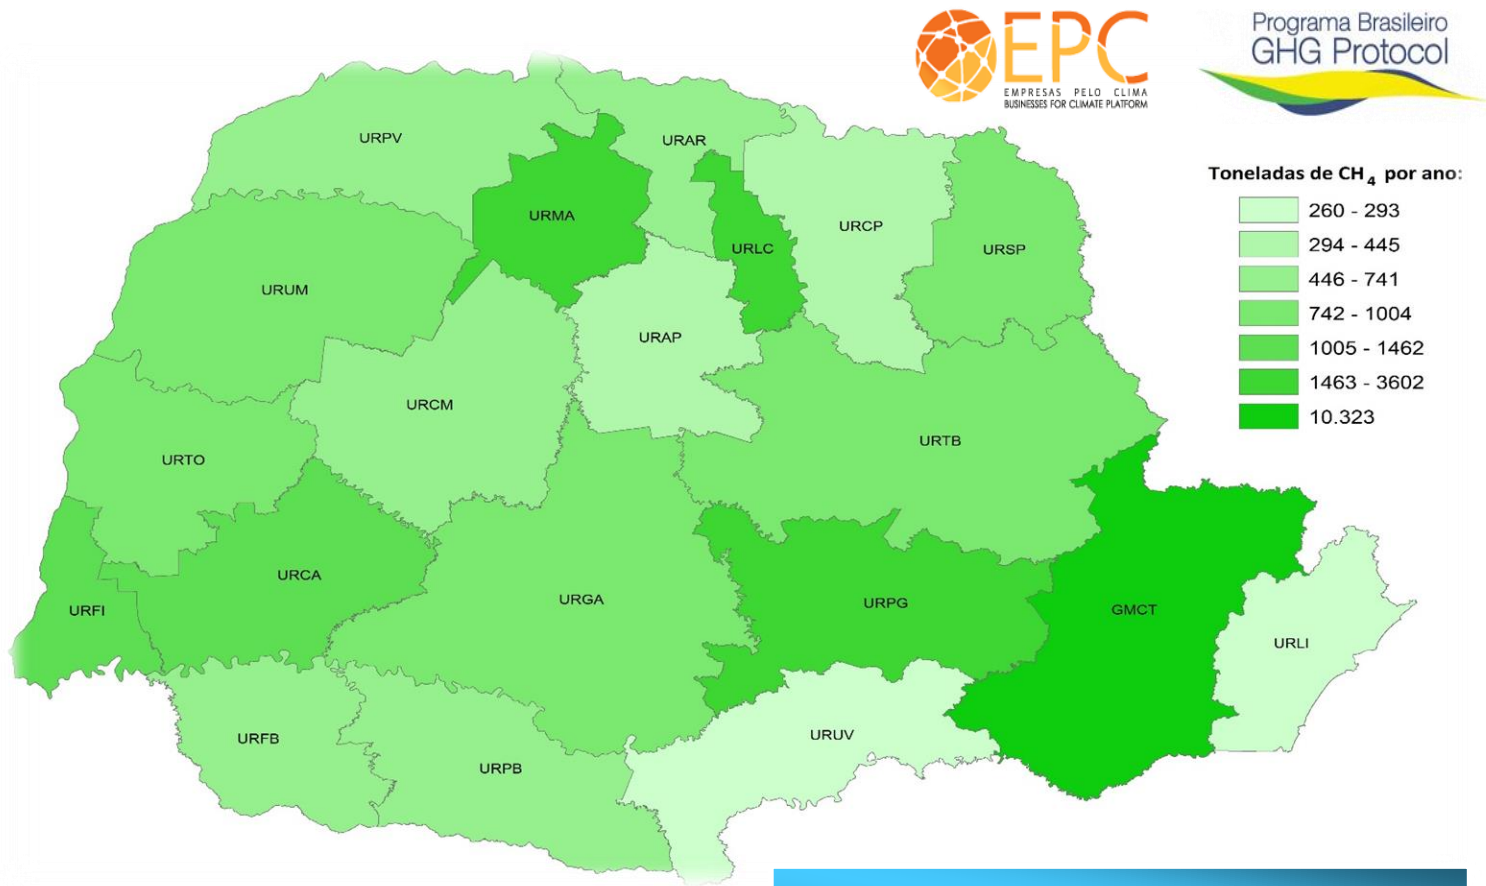 EPC
EMPRESAS PELO CLIMA
BUSINESSES FOR CLIMATE PLATFORM
Programa Brasileiro
GHG Protocol
Toneladas de CH4 por ano:
260 - 293
294 - 445
446 - 741
742 - 1004
1005 - 1462
1463 - 3602
10.323
URPV
URAR
URMA
URCP
URLC
URSP
URUM
URAP
URCM
URTB
URTO
URCA
URGA
URPG
URFI
GMCT
URLI
URUV
URFB
URPB